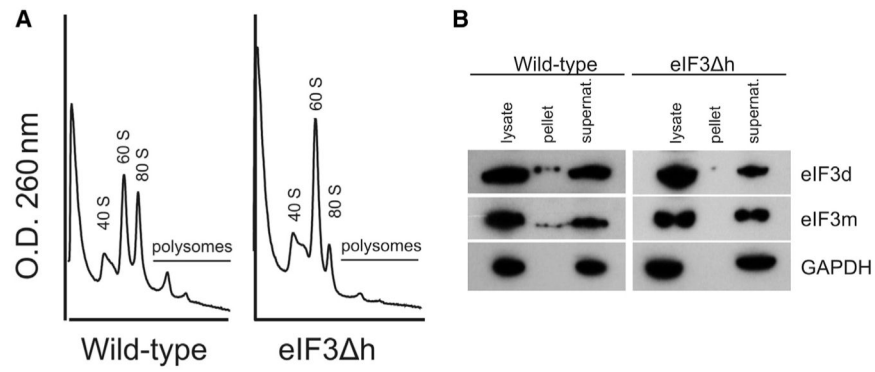 A
O.D. 260 nm
40 S
60 S
80 S
polysomes
Wild-type
40 S
60 S
80 S
polysomes
eIF3Δh
B
Wild-type
eIF3Δh
lysate
pellet
supernat.
lysate
pellet
supernat.
eIF3d
eIF3m
GAPDH